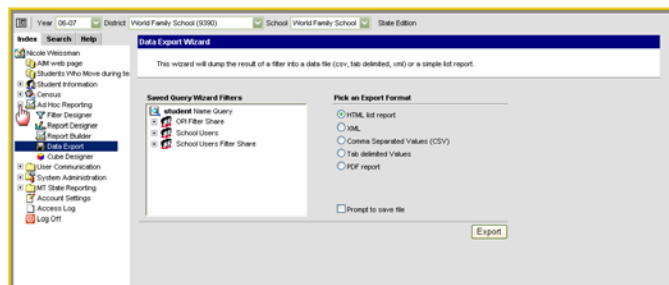 Year 06-07 District World Family School (9390) School World Family School State Edition
Index Search Help
Data Export Wizard
Nicole Weissman
AIM web page
Students Who Move during te
Student Information
Census
Ad Hoc Reporting
Filter Designer
Report Designer
Report Builder
Data Export
Cube Designer
User Communication
System Administration
MT State Reporting
Account Settings
Access Log
Log Off
This wizard will dump the result of a filter into a data file (csv, tab delimited, xml) or a simple list report.
Saved Query Wizard Filters
student Name Query
OPI Filter Share
School Users
School Users Filter Share
Pick an Export Format
HTML list report
XML
Comma Separated Values (CSV)
Tab delimited Values
PDF report
Prompt to save file
Export